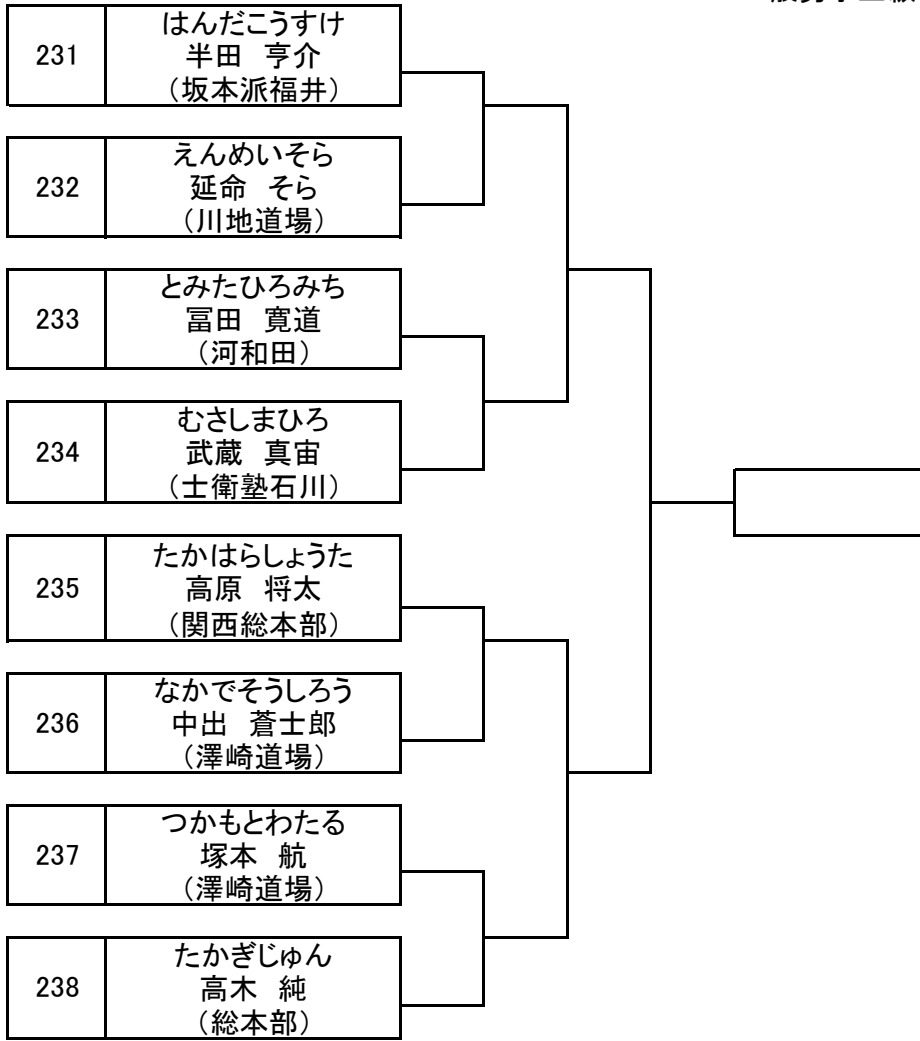 231
はんだこうすけ
半田 亨介
（坂本派福井）
232
えんめいそら
延命 そら
（川地道場）
233
とみたひろみち
冨田 寛道
（河和田）
234
むさしまひろ
武蔵 真宙
（士衛塾石川）
235
たかはらしょうた
高原 将太
（関西総本部）
236
なかでそうしろう
中出 蒼士郎
（澤崎道場）
237
つかもとわたる
塚本 航
（澤崎道場）
238
たかぎじゅん
高木 純
（総本部）